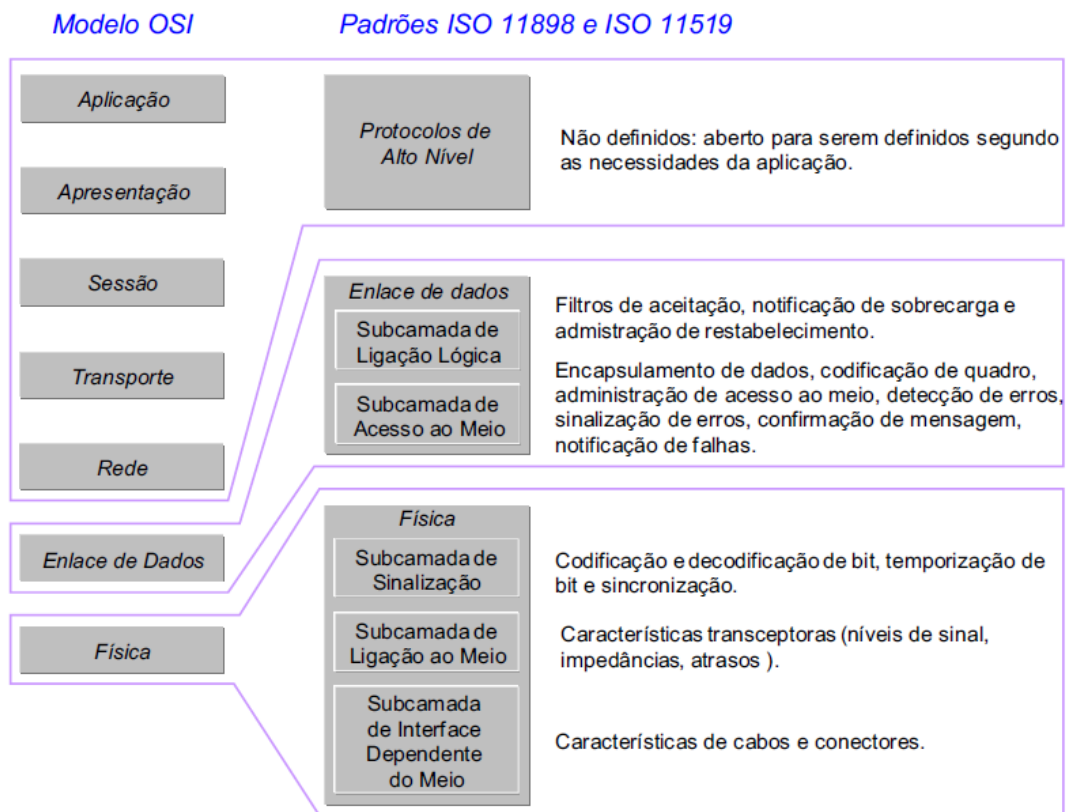 Modelo OSI
Padrões ISO 11898 e ISO 11519
Aplicação
Apresentação
Sessão
Transporte
Rede
Protocolos de
Alto Nível
Não definidos: aberto para serem definidos segundo
as necessidades da aplicação.
Enlace de Dados
Enlace de dados
Subcamada de
Ligação Lógica
Filtros de aceitação, notificação de sobrecarga e
admistração de restabelecimento.
Subcamada de
Acesso ao Meio
Encapsulamento de dados, codificação de quadro,
administração de acesso ao meio, detecção de erros,
sinalização de erros, confirmação de mensagem,
notificação de falhas.
Física
Física
Subcamada de
Sinalização
Codificação e decodificação de bit, temporização de
bit e sincronização.
Subcamada de
Ligação ao Meio
Características transceptoras (níveis de sinal,
impedâncias, atrasos ).
Subcamada
de Interface
Dependente
do Meio
Características de cabos e conectores.